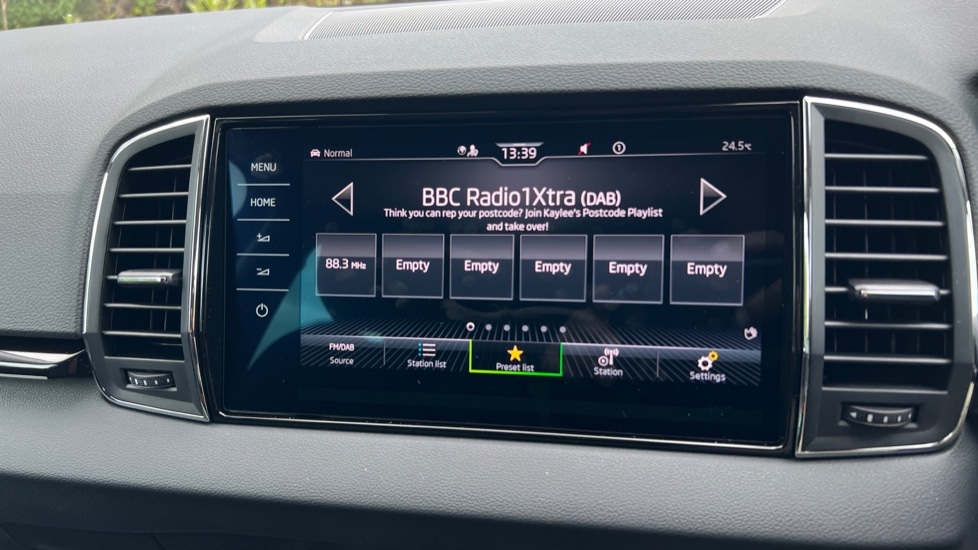 Normal
13:39
1
24.5°C
MENU
HOME
BBC Radio1Xtra (DAB)
Think you can rep your postcode? Join Kaylee's Postcode Playlist
and take over!
88.3 MHz
Empty
Empty
Empty
Empty
Empty
FM/DAB
Source
Station list
Preset list
Station
Settings